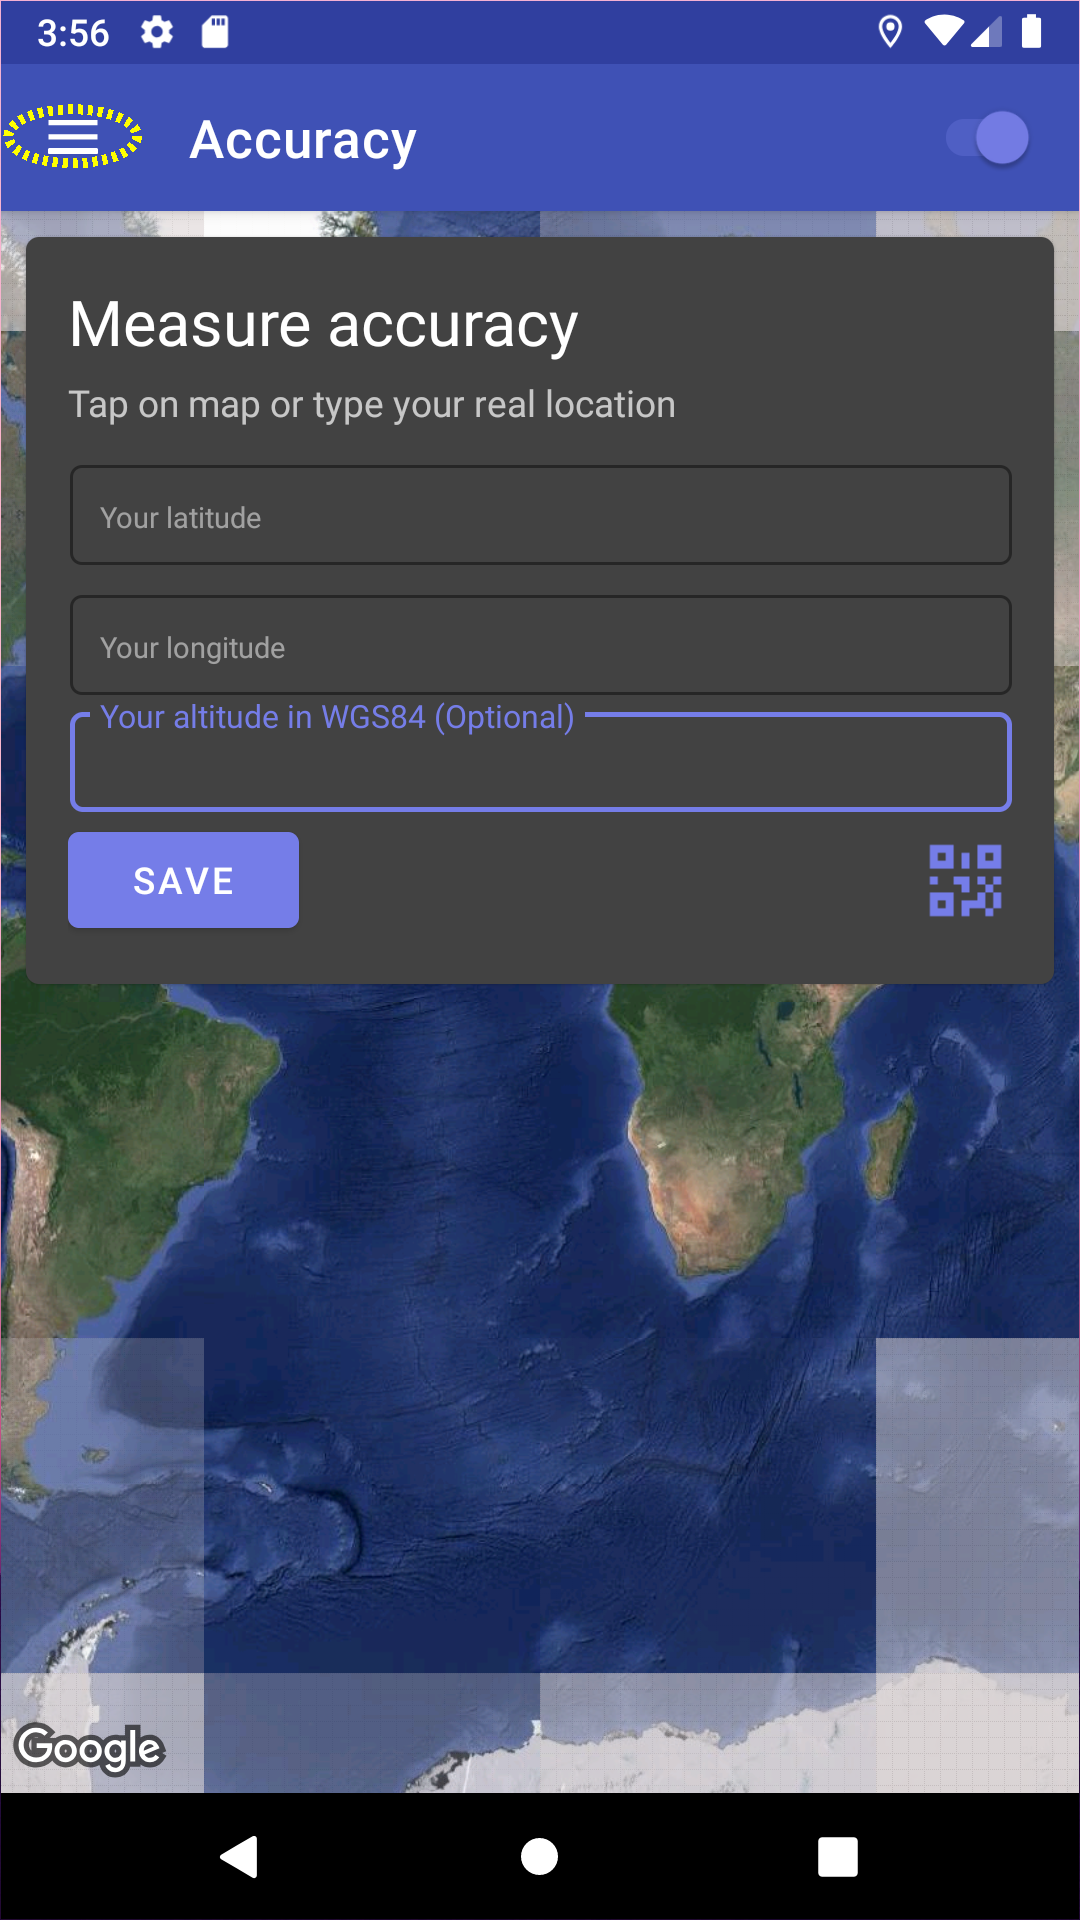 3:56
Accuracy
Measure accuracy
Tap on map or type your real location
Your latitude
Your longitude
Your altitude in WGS84 (Optional)
SAVE
Google